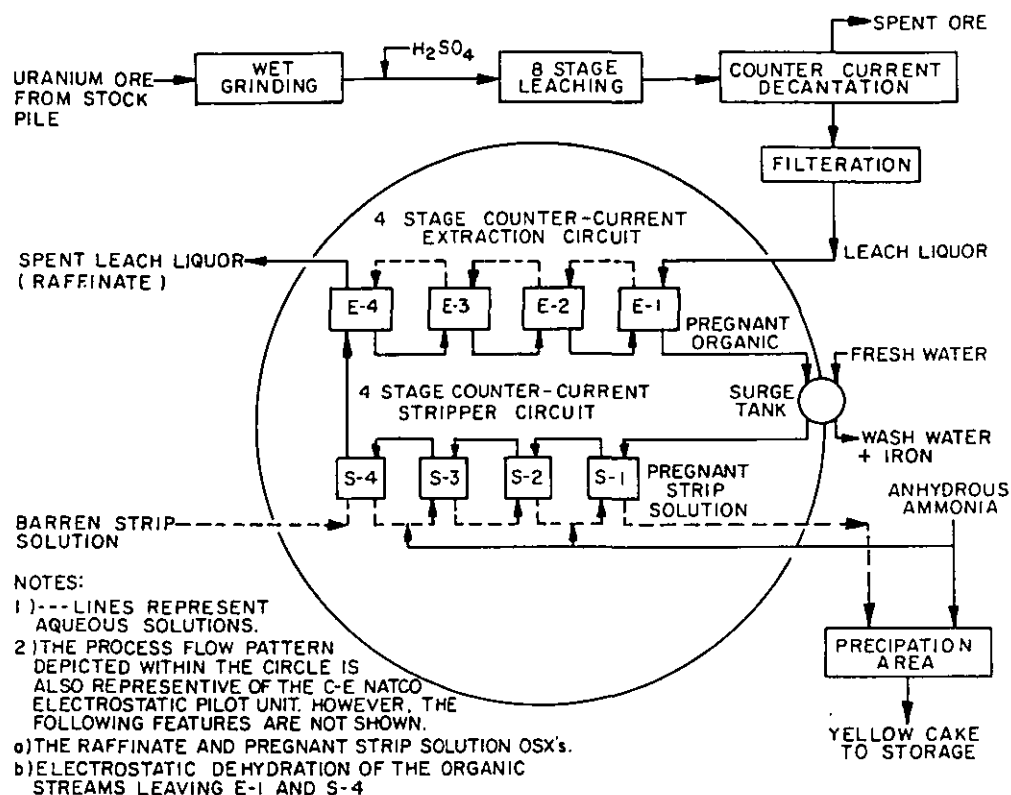 SPENT ORE
H2SO4
URANIUM ORE
FROM STOCK
PILE
WET
GRINDING
8 STAGE
LEACHING
COUNTER CURRENT
DECANTATION
FILTERATION
4 STAGE COUNTER-CURRENT
EXTRACTION CIRCUIT
SPENT LEACH LIQUOR
(RAFFINATE)
LEACH LIQUOR
E-4
E-3
E-2
E-1
PREGNANT
ORGANIC
FRESH WATER
4 STAGE COUNTER-CURRENT
STRIPPER CIRCUIT
SURGE
TANK
WASH WATER
+ IRON
S-4
S-3
S-2
S-1
PREGNANT
STRIP
SOLUTION
ANHYDROUS
AMMONIA
BARREN STRIP
SOLUTION
NOTES:
1)--- LINES REPRESENT
AQUEOUS SOLUTIONS.
2)THE PROCESS FLOW PATTERN
DEPICTED WITHIN THE CIRCLE IS
ALSO REPRESENTIVE OF THE C-E NATCO
ELECTROSTATIC PILOT UNIT. HOWEVER, THE
FOLLOWING FEATURES ARE NOT SHOWN.
a)THE RAFFINATE AND PREGNANT STRIP SOLUTION OSX's.
b)ELECTROSTATIC DEHYDRATION OF THE ORGANIC
STREAMS LEAVING E-1 AND S-4
PRECIPATION
AREA
YELLOW CAKE
TO STORAGE